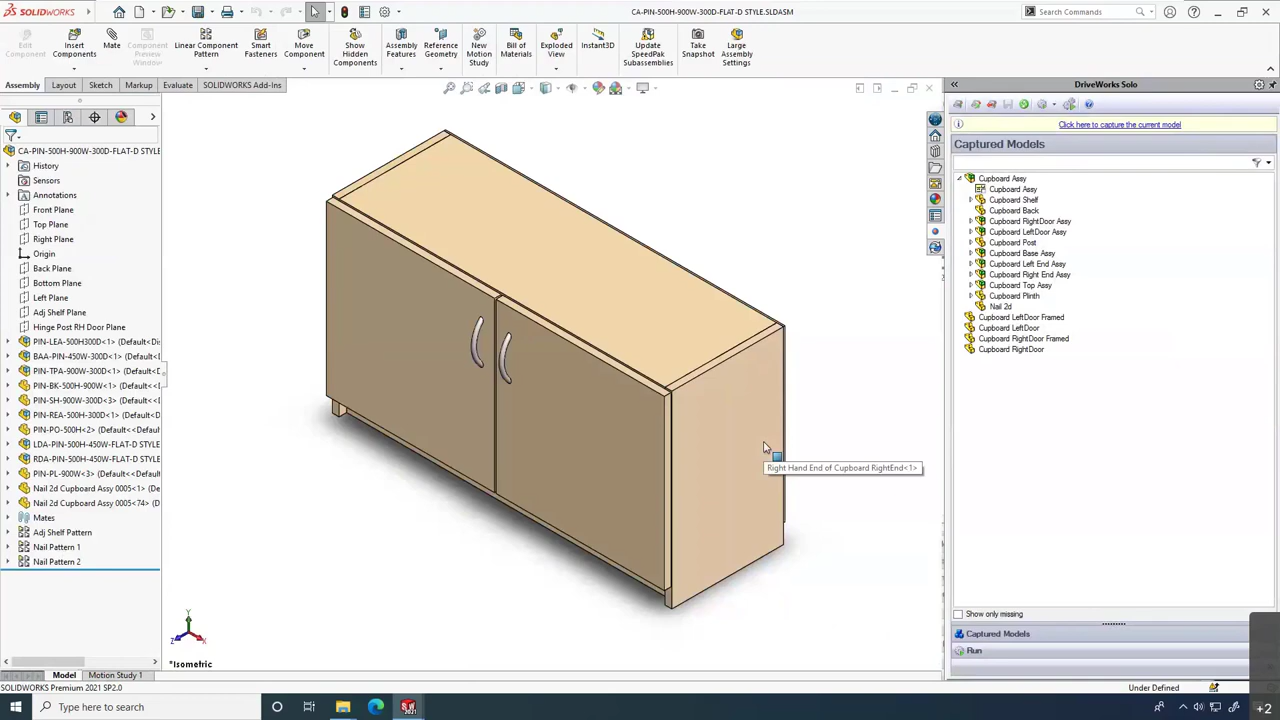 SOLIDWORKS
CA-PIN-500H-900W-300D-FLAT-D STYLE.SLDASM
Search Commands
Edit Component
Insert Components
Mate
Component Preview Window
Linear Component Pattern
Smart Fasteners
Move Component
Show Hidden Components
Assembly Features
Reference Geometry
New Motion Study
Bill of Materials
Exploded View
Instant3D
Update SpeedPak Subassemblies
Take Snapshot
Large Assembly Settings
Assembly
Layout
Sketch
Markup
Evaluate
SOLIDWORKS Add-Ins
CA-PIN-500H-900W-300D-FLAT-D STYLE
History
Sensors
Annotations
Front Plane
Top Plane
Right Plane
Origin
Back Plane
Bottom Plane
Left Plane
Adj Shelf Plane
Hinge Post RH Door Plane
PIN-LEA-500H300D<1> (Default<Di
BAA-PIN-450W-300D<1> (Default<
PIN-TPA-900W-300D<1> (Default<
PIN-BK-500H-900W<1> (Default<<
PIN-SH-900W-300D<3> (Default<<
PIN-REA-500H-300D<1> (Default<
PIN-PO-500H<2> (Default<<Defau
LDA-PIN-500H-450W-FLAT-D STYLE
RDA-PIN-500H-450W-FLAT-D STYLE
PIN-PL-900W<3> (Default<<Defau
Nail 2d Cupboard Assy 0005<1> (D
Nail 2d Cupboard Assy 0003<74> (D
Mates
Adj Shelf Pattern
Nail Pattern 1
Nail Pattern 2
Right Hand End of Cupboard RightEnd<1>
Y
Z
X
*Isometric
DriveWorks Solo
Click here to capture the current model
Captured Models
Cupboard Assy
Cupboard Assy
Cupboard Shelf
Cupboard Back
Cupboard RightDoor Assy
Cupboard LeftDoor Assy
Cupboard Post
Cupboard Base Assy
Cupboard Left End Assy
Cupboard Right End Assy
Cupboard Top Assy
Cupboard Plinth
Nail 2d
Cupboard LeftDoor Framed
Cupboard LeftDoor
Cupboard RightDoor Framed
Cupboard RightDoor
Show only missing
Captured Models
Run
Model
Motion Study 1
SOLIDWORKS Premium 2021 SP2.0
Under Defined
Type here to search
+2